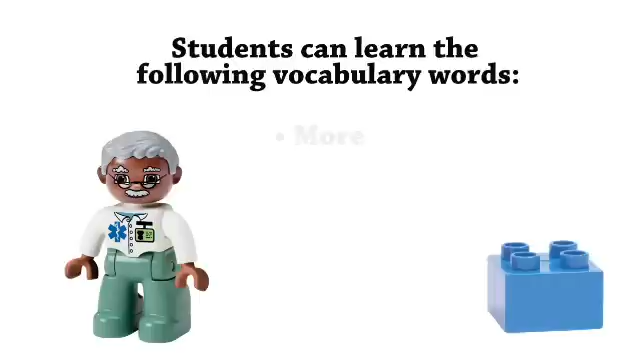 Students can learn the
following vocabulary words:
• More